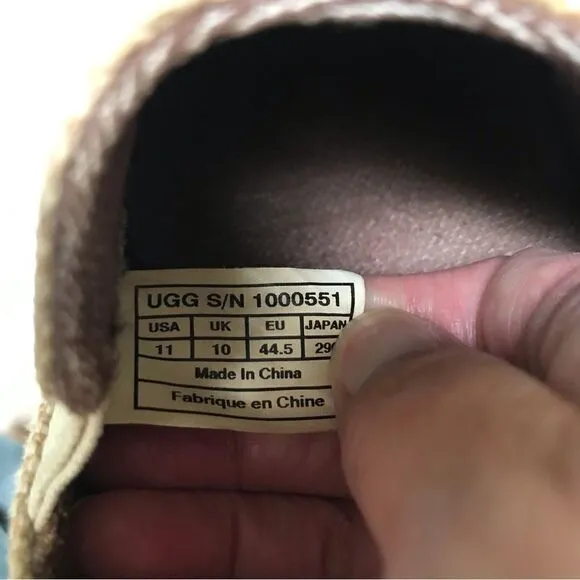 UGG S/N 1000551
USA UK EU JAPAN
11 10 44.5
Made In China
Fabrique en Chine